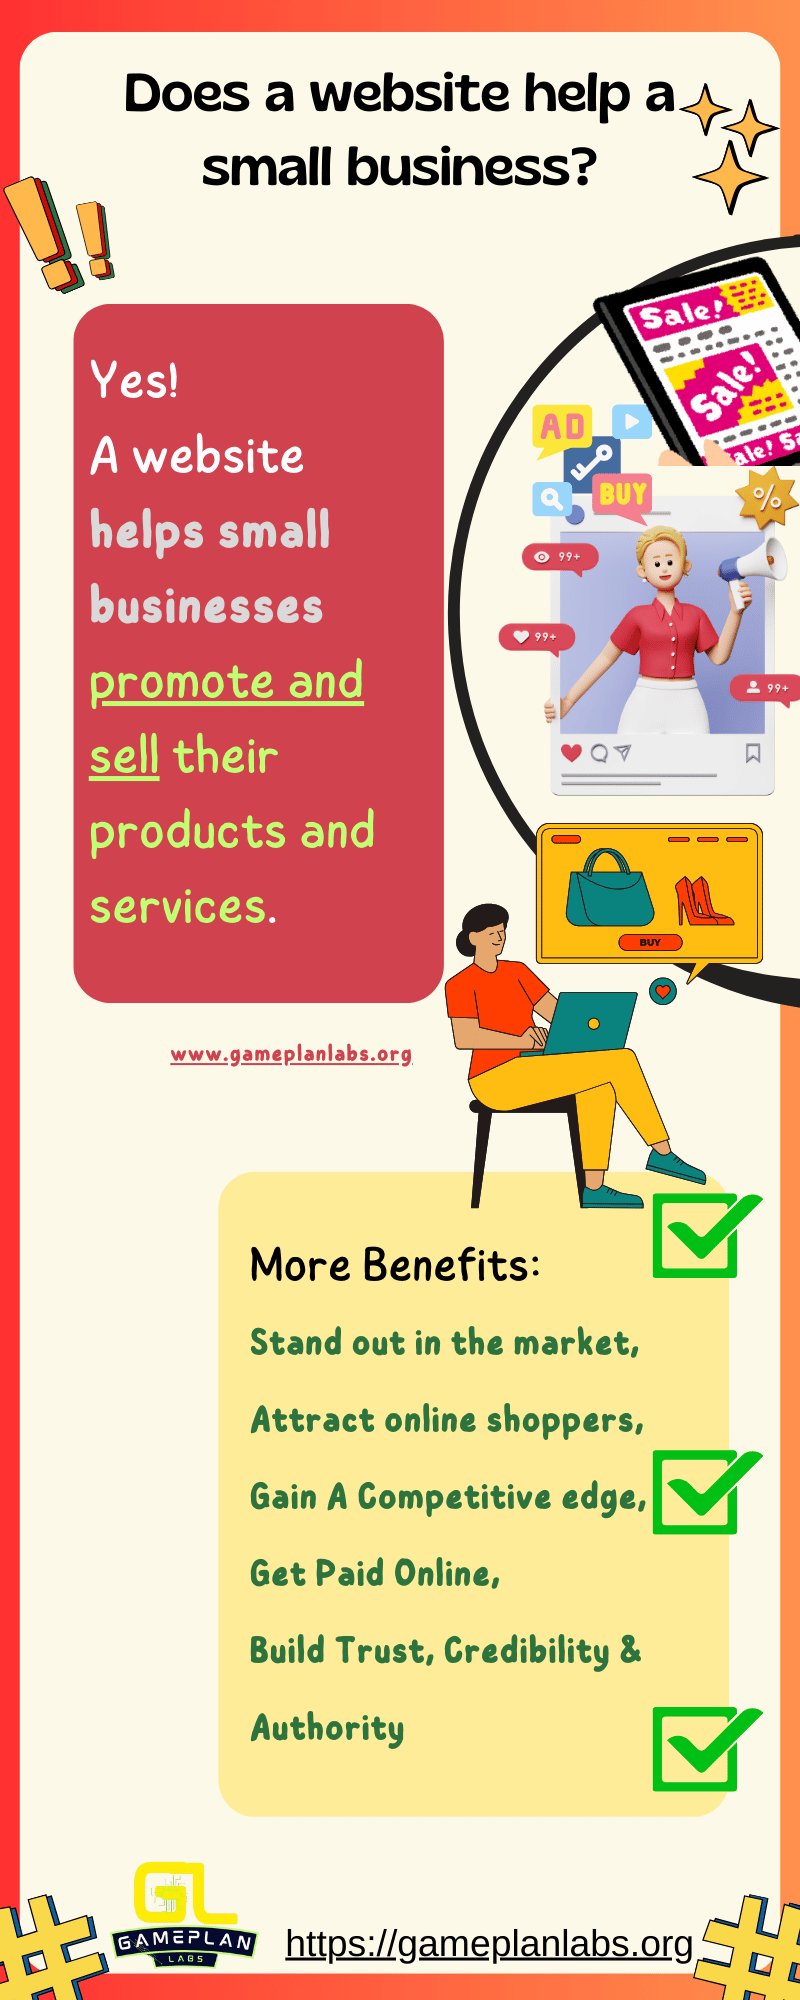 Does a website help a
small business?
Sale!
Sale!
ale! Sa
AD
BUY
%
99+
99+
99+
Yes!
A website
helps small
businesses
promote and
sell their
products and
services.
BUY
www.gameplanlabs.org
More Benefits:
Stand out in the market,
Attract online shoppers,
Gain A Competitive edge,
Get Paid Online,
Build Trust, Credibility &
Authority
GL
GAMEPLAN
LABS
https://gameplanlabs.org